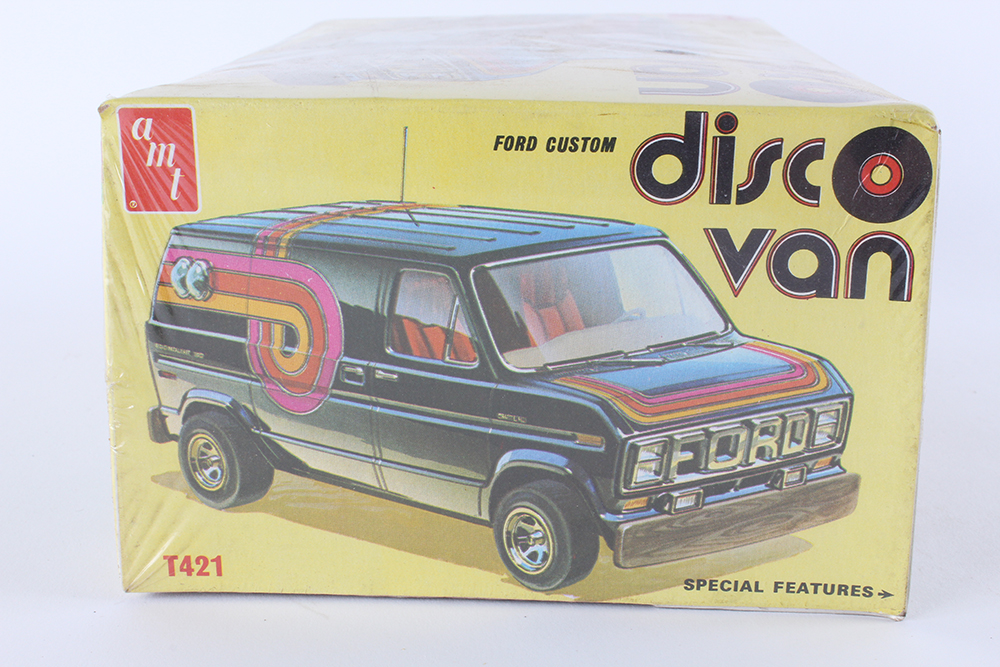 amt
®
FORD CUSTOM
disco
van
FORD
T421
SPECIAL FEATURES→